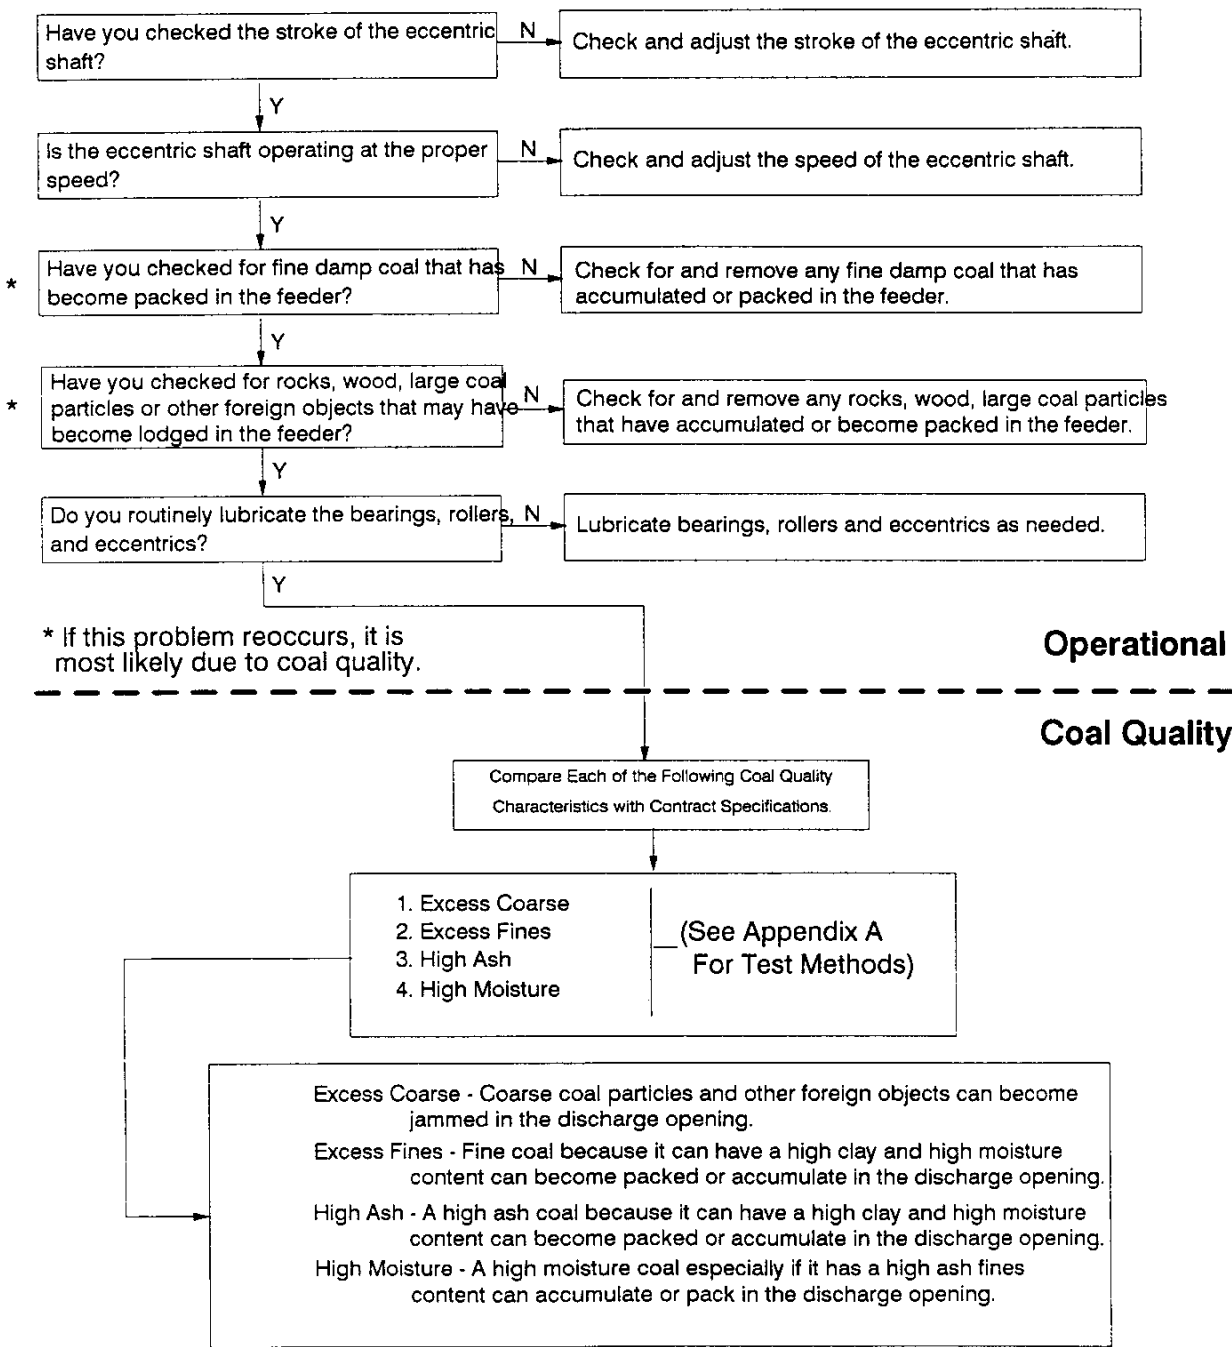 Have you checked the stroke of the eccentric
shaft?
N
Check and adjust the stroke of the eccentric shaft.
Y
Is the eccentric shaft operating at the proper
speed?
N
Check and adjust the speed of the eccentric shaft.
Y
*
Have you checked for fine damp coal that has
become packed in the feeder?
N
Check for and remove any fine damp coal that has
accumulated or packed in the feeder.
Y
*
Have you checked for rocks, wood, large coal
particles or other foreign objects that may have
become lodged in the feeder?
N
Check for and remove any rocks, wood, large coal particles
that have accumulated or become packed in the feeder.
Y
Do you routinely lubricate the bearings, rollers,
and eccentrics?
N
Lubricate bearings, rollers and eccentrics as needed.
Y
* If this problem reoccurs, it is
most likely due to coal quality.
Operational
Coal Quality
Compare Each of the Following Coal Quality
Characteristics with Contract Specifications.
1. Excess Coarse
2. Excess Fines
3. High Ash
4. High Moisture
(See Appendix A
For Test Methods)
Excess Coarse - Coarse coal particles and other foreign objects can become
jammed in the discharge opening.
Excess Fines - Fine coal because it can have a high clay and high moisture
content can become packed or accumulate in the discharge opening.
High Ash - A high ash coal because it can have a high clay and high moisture
content can become packed or accumulate in the discharge opening.
High Moisture - A high moisture coal especially if it has a high ash fines
content can accumulate or pack in the discharge opening.